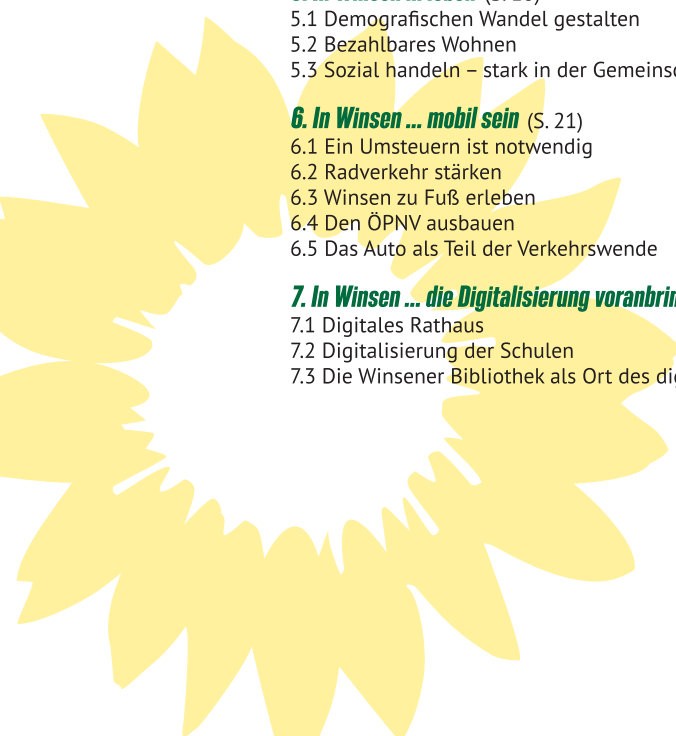 5.1 Demografischen Wandel gestalten
5.2 Bezahlbares Wohnen
5.3 Sozial handeln – stark in der
6. In Winsen ... mobil sein (S. 21)
6.1 Ein Umsteuern ist notwendig
6.2 Radverkehr stärken
6.3 Winsen zu Fuß erleben
6.4 Den ÖPNV ausbauen
6.5 Das Auto als Teil der Verkehrswende
7. In Winsen ... die Digitalisierung
7.1 Digitales Rathaus
7.2 Digitalisierung der Schulen
7.3 Die Winsener Bibliothek als Ort des